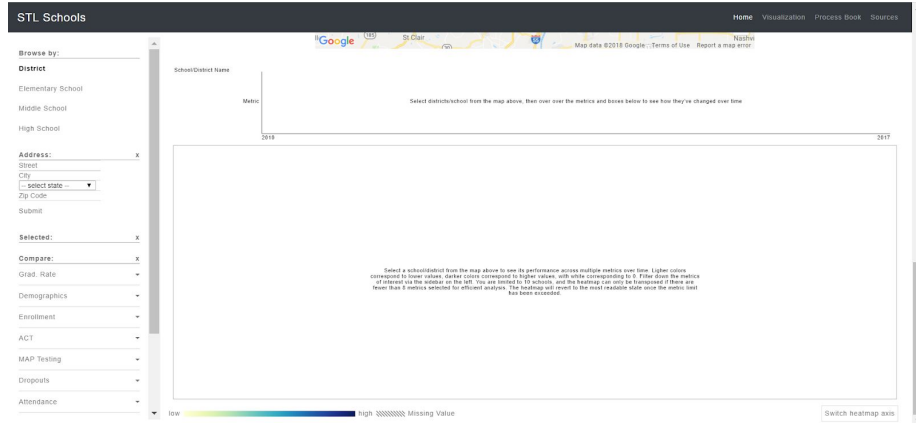 STL Schools
Home Visualization Process Book Sources
Browse by:
District
Elementary School
Middle School
High School
Address: x
Street
City
-- select state --
Zip Code
Submit
Selected: x
Compare: x
Grad. Rate
Demographics
Enrollment
ACT
MAP Testing
Dropouts
Attendance
Google
185
St Clair
Nashvi
Map data ©2018 Google
Terms of Use
Report a map error
School/District Name
Metric
Select districts/school from the map above, then over over the metrics and boxes below to see how they've changed over time
2010
2017
Select a school/district from the map above to see its performance across multiple metrics over time. Ligher colors
correspond to lower values, darker colors correspond to higher values, with while corresponding to 0. Filter down the metrics
of interest via the sidebar on the left. You are limited to 10 schools, and the heatmap can only be transposed if there are
fewer than 8 metrics selected for efficient analysis. The heatmap will revert to the most readable state once the metric limit
has been exceeded.
low
high
Missing Value
Switch heatmap axis